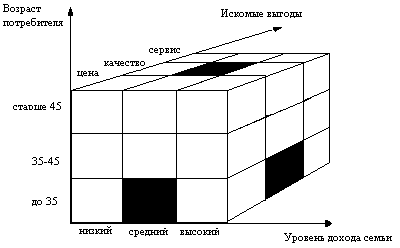 Возраст
потребителя
Искомые выгоды
сервис
качество
цена
старше 45
35-45
до 35
низкий средний высокий
Уровень дохода семьи